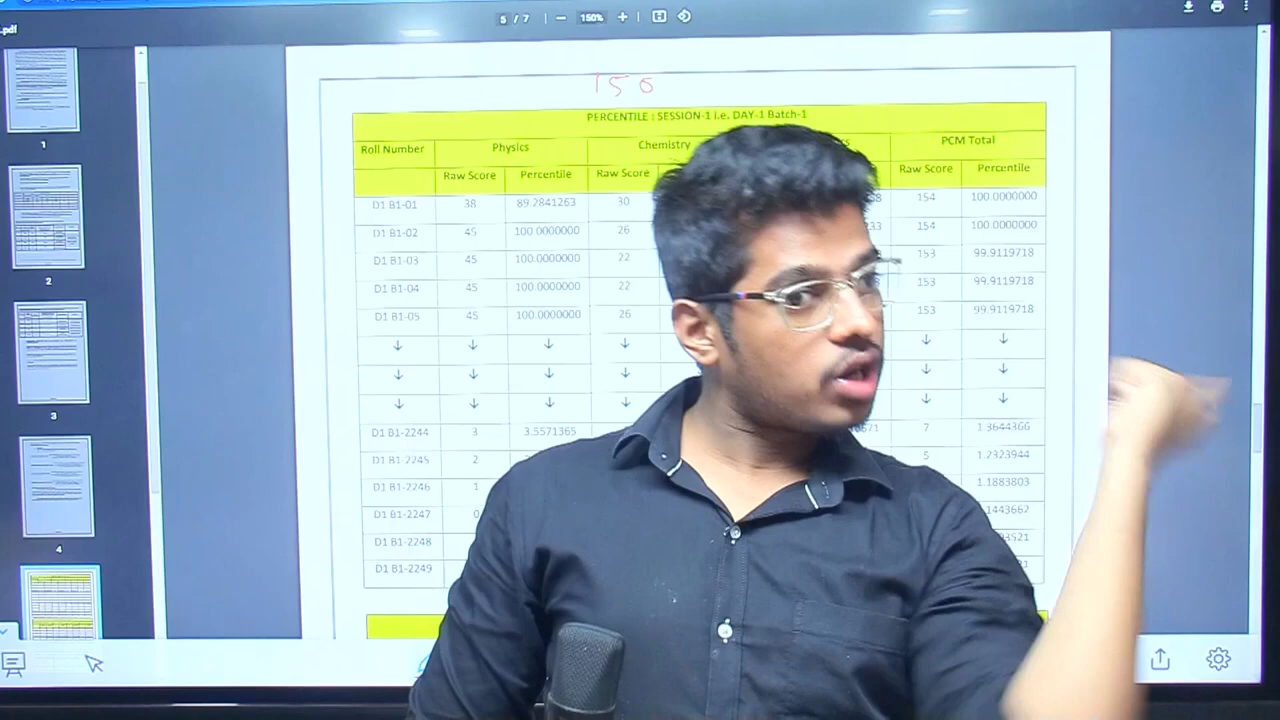 .pdf
5 / 7 | — 150% +
150
PERCENTILE : SESSION-1 i.e. DAY-1 Batch-1
Roll Number Physics Chemistry PCM Total
Raw Score Percentile Raw Score Raw Score Percentile
D1 B1-01 38 89.2841263 30 154 100.0000000
D1 B1-02 45 100.0000000 26 154 100.0000000
D1 B1-03 45 100.0000000 22 153 99.9119718
D1 B1-04 45 100.0000000 22 153 99.9119718
D1 B1-05 45 100.0000000 26 153 99.9119718
↓ ↓ ↓ ↓ ↓ ↓
↓ ↓ ↓ ↓ ↓ ↓
↓ ↓ ↓ ↓ ↓ ↓
D1 B1-2244 3 3.5571365 7 1.3644366
D1 B1-2245 2 5 1.2323944
D1 B1-2246 1 1.1883803
D1 B1-2247 0 .1443662
D1 B1-2248 93521
D1 B1-2249
1
2
3
4